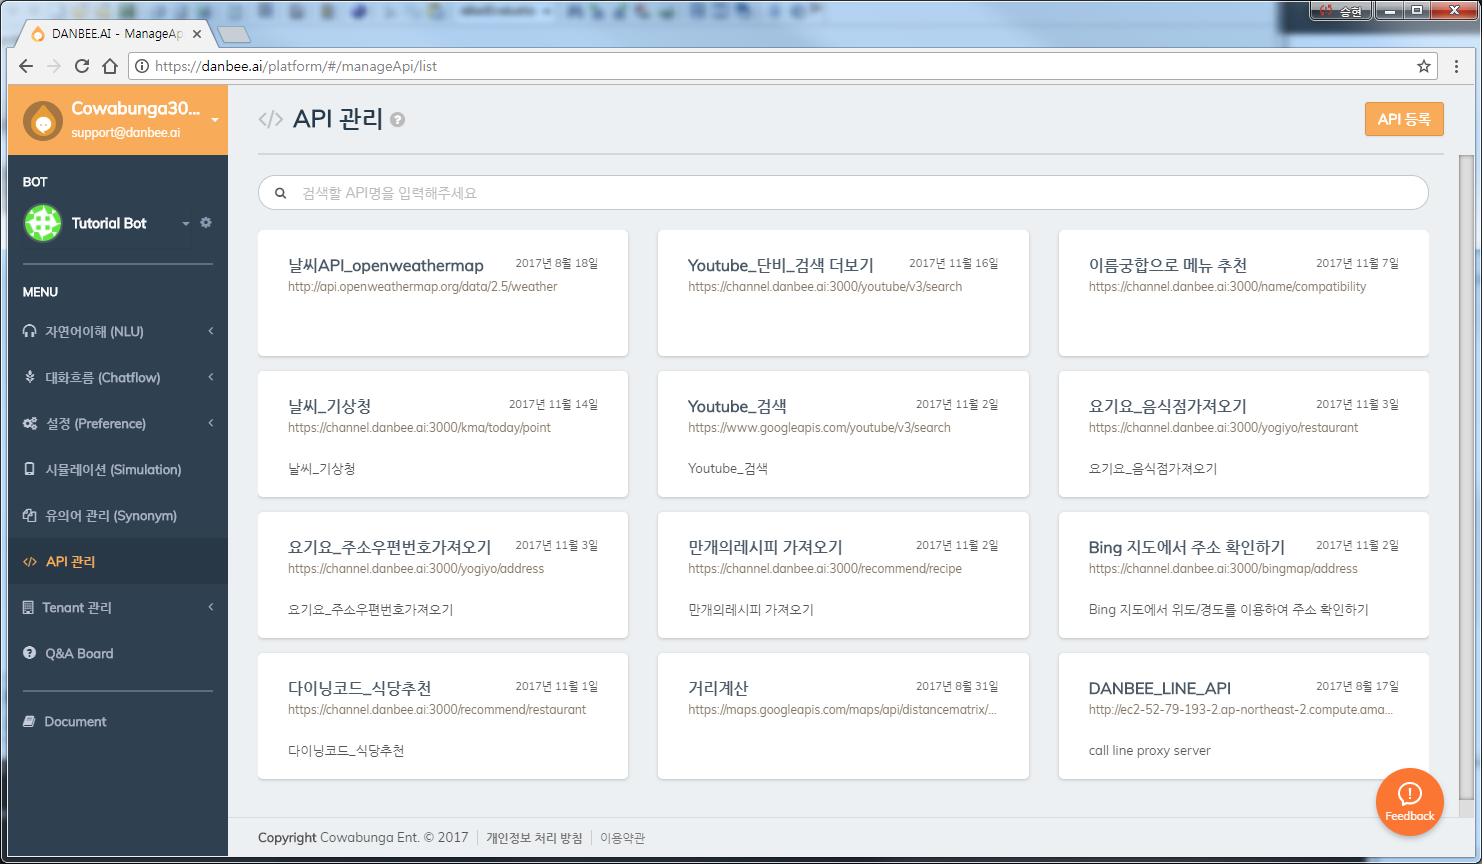 승현
DANBEE.AI - ManageAp
https://danbee.ai/platform/#/manageApi/list
Cowabunga30...
support@danbee.ai
BOT
Tutorial Bot
MENU
자연어이해 (NLU)
대화흐름 (Chatflow)
설정 (Preference)
시뮬레이션 (Simulation)
유의어 관리 (Synonym)
API 관리
Tenant 관리
Q&A Board
Document
API 관리
API 등록
검색할 API명을 입력해주세요
날씨API_openweathermap 2017년 8월 18일
http://api.openweathermap.org/data/2.5/weather
Youtube_단비_검색 더보기 2017년 11월 16일
https://channel.danbee.ai:3000/youtube/v3/search
이름궁합으로 메뉴 추천 2017년 11월 7일
https://channel.danbee.ai:3000/name/compatibility
날씨_기상청 2017년 11월 14일
https://channel.danbee.ai:3000/kma/today/point
날씨_기상청
Youtube_검색 2017년 11월 2일
https://www.googleapis.com/youtube/v3/search
Youtube_검색
요기요_음식점가져오기 2017년 11월 3일
https://channel.danbee.ai:3000/yogiyo/restaurant
요기요_음식점가져오기
요기요_주소우편번호가져오기 2017년 11월 3일
https://channel.danbee.ai:3000/yogiyo/address
요기요_주소우편번호가져오기
만개의레시피 가져오기 2017년 11월 2일
https://channel.danbee.ai:3000/recommend/recipe
만개의레시피 가져오기
Bing 지도에서 주소 확인하기 2017년 11월 2일
https://channel.danbee.ai:3000/bingmap/address
Bing 지도에서 위도/경도를 이용하여 주소 확인하기
다이닝코드_식당추천 2017년 11월 1일
https://channel.danbee.ai:3000/recommend/restaurant
다이닝코드_식당추천
거리계산 2017년 8월 31일
https://maps.googleapis.com/maps/api/distancematrix/...
DANBEE_LINE_API 2017년 8월 17일
http://ec2-52-79-193-2.ap-northeast-2.compute.ama...
call line proxy server
Feedback
Copyright Cowabunga Ent. © 2017 개인정보 처리 방침 이용약관